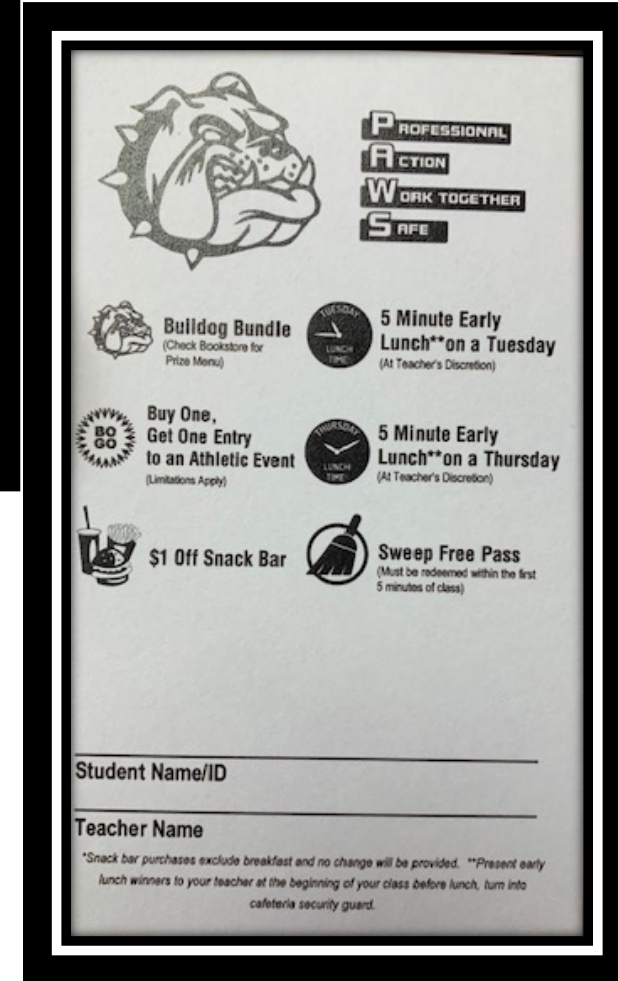 PROFESSIONAL
ACTION
WORK TOGETHER
SAFE
Bulldog Bundle
(Check Bookstore for
Prize Menu)
TUESDAY
LUNCH
TIME
5 Minute Early
Lunch**on a Tuesday
(At Teacher's Discretion)
BO
GO
Buy One,
Get One Entry
to an Athletic Event
(Limitations Apply)
THURSDAY
LUNCH
TIME
5 Minute Early
Lunch**on a Thursday
(At Teacher's Discretion)
$1 Off Snack Bar
Sweep Free Pass
(Must be redeemed within the first
5 minutes of class)
Student Name/ID
Teacher Name
*Snack bar purchases exclude breakfast and no change will be provided. **Present early
lunch winners to your teacher at the beginning of your class before lunch, turn into
cafeteria security guard.